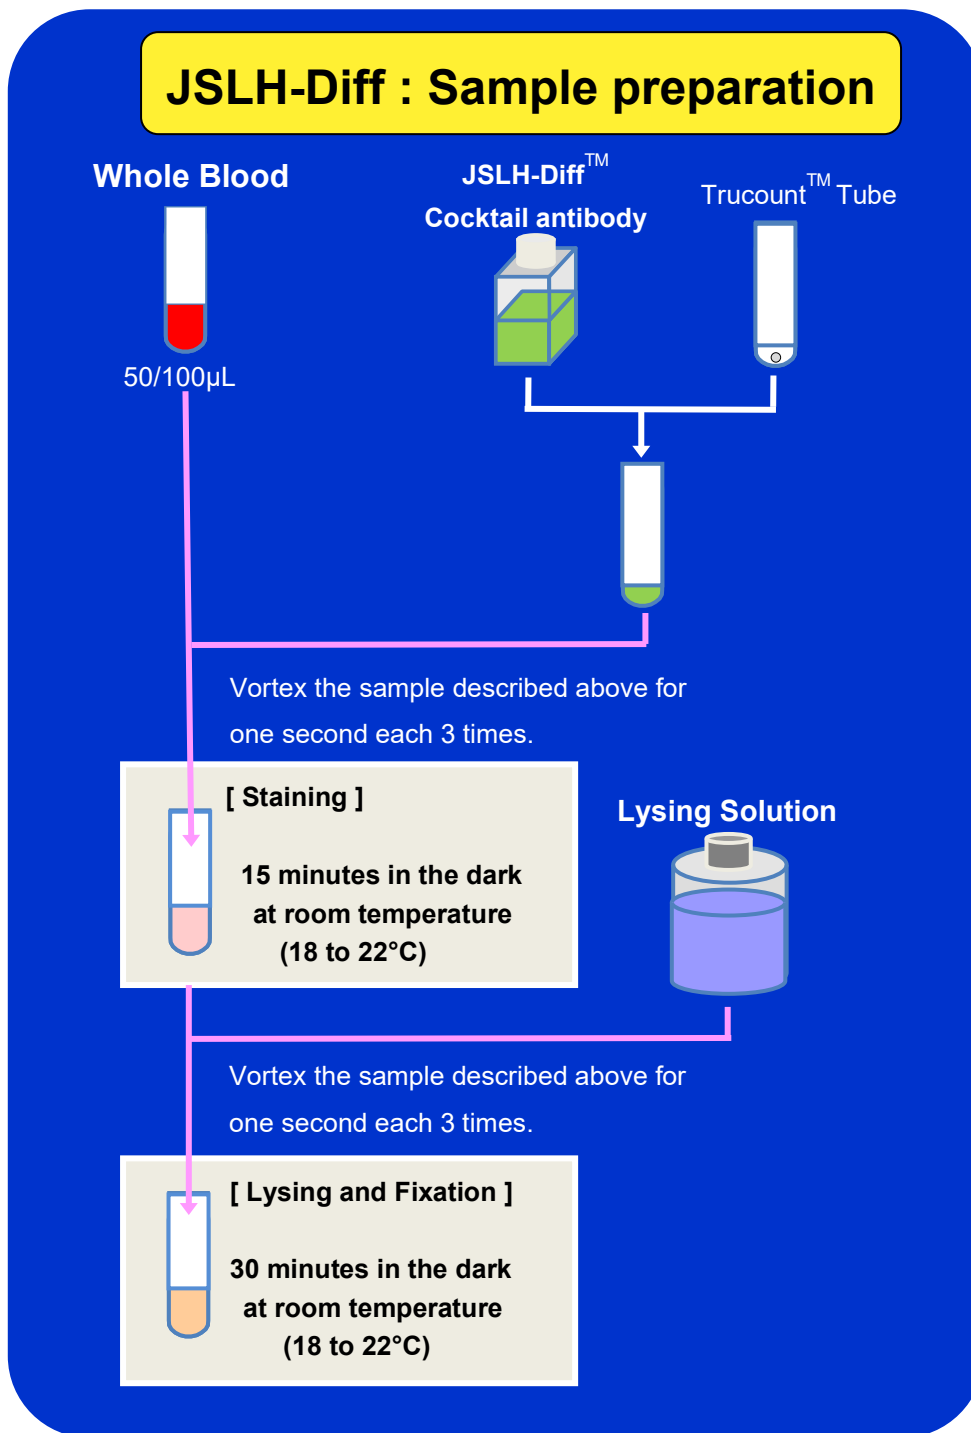 JSLH-Diff : Sample preparation
Whole Blood
50/100µL
JSLH-Diff™
Cocktail antibody
Trucount™ Tube
Vortex the sample described above for
one second each 3 times.
[ Staining ]
15 minutes in the dark
at room temperature
(18 to 22°C)
Lysing Solution
Vortex the sample described above for
one second each 3 times.
[ Lysing and Fixation ]
30 minutes in the dark
at room temperature
(18 to 22°C)